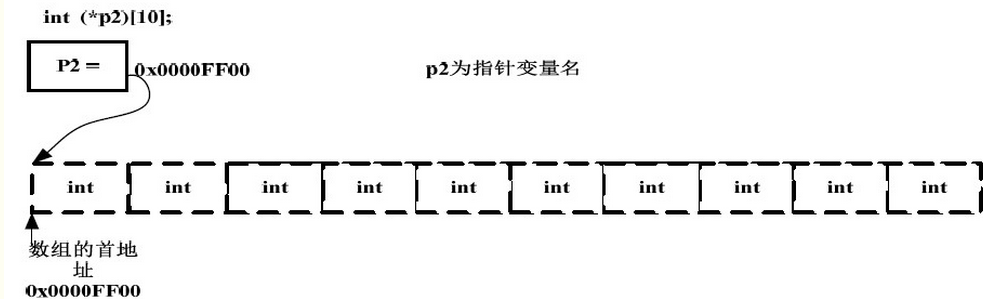 int (*p2)[10];
P2 =
0x0000FF00
p2为指针变量名
int int int int int int int int int int
数组的首地
址
0x0000FF00